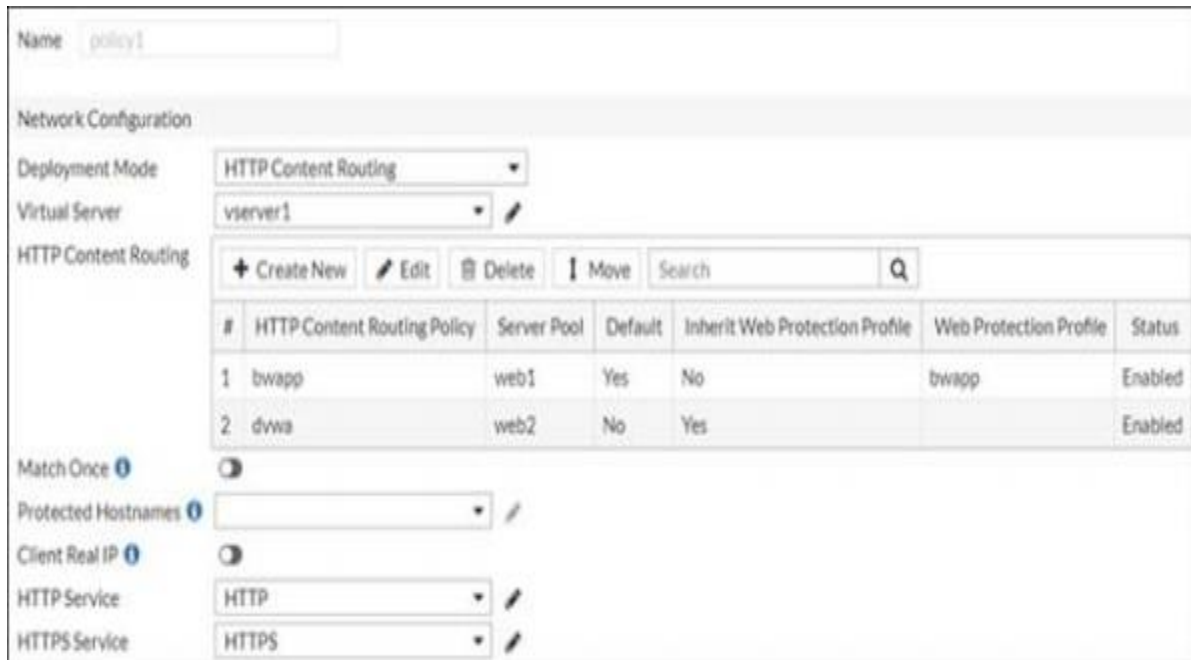 Name policy1
Network Configuration
Deployment Mode HTTP Content Routing
Virtual Server vserver1
HTTP Content Routing
Create New Edit Delete Move Search
# HTTP Content Routing Policy Server Pool Default Inherit Web Protection Profile Web Protection Profile Status
1 bwapp web1 Yes No bwapp Enabled
2 dvwa web2 No Yes Enabled
Match Once
Protected Hostnames
Client Real IP
HTTP Service HTTP
HTTPS Service HTTPS